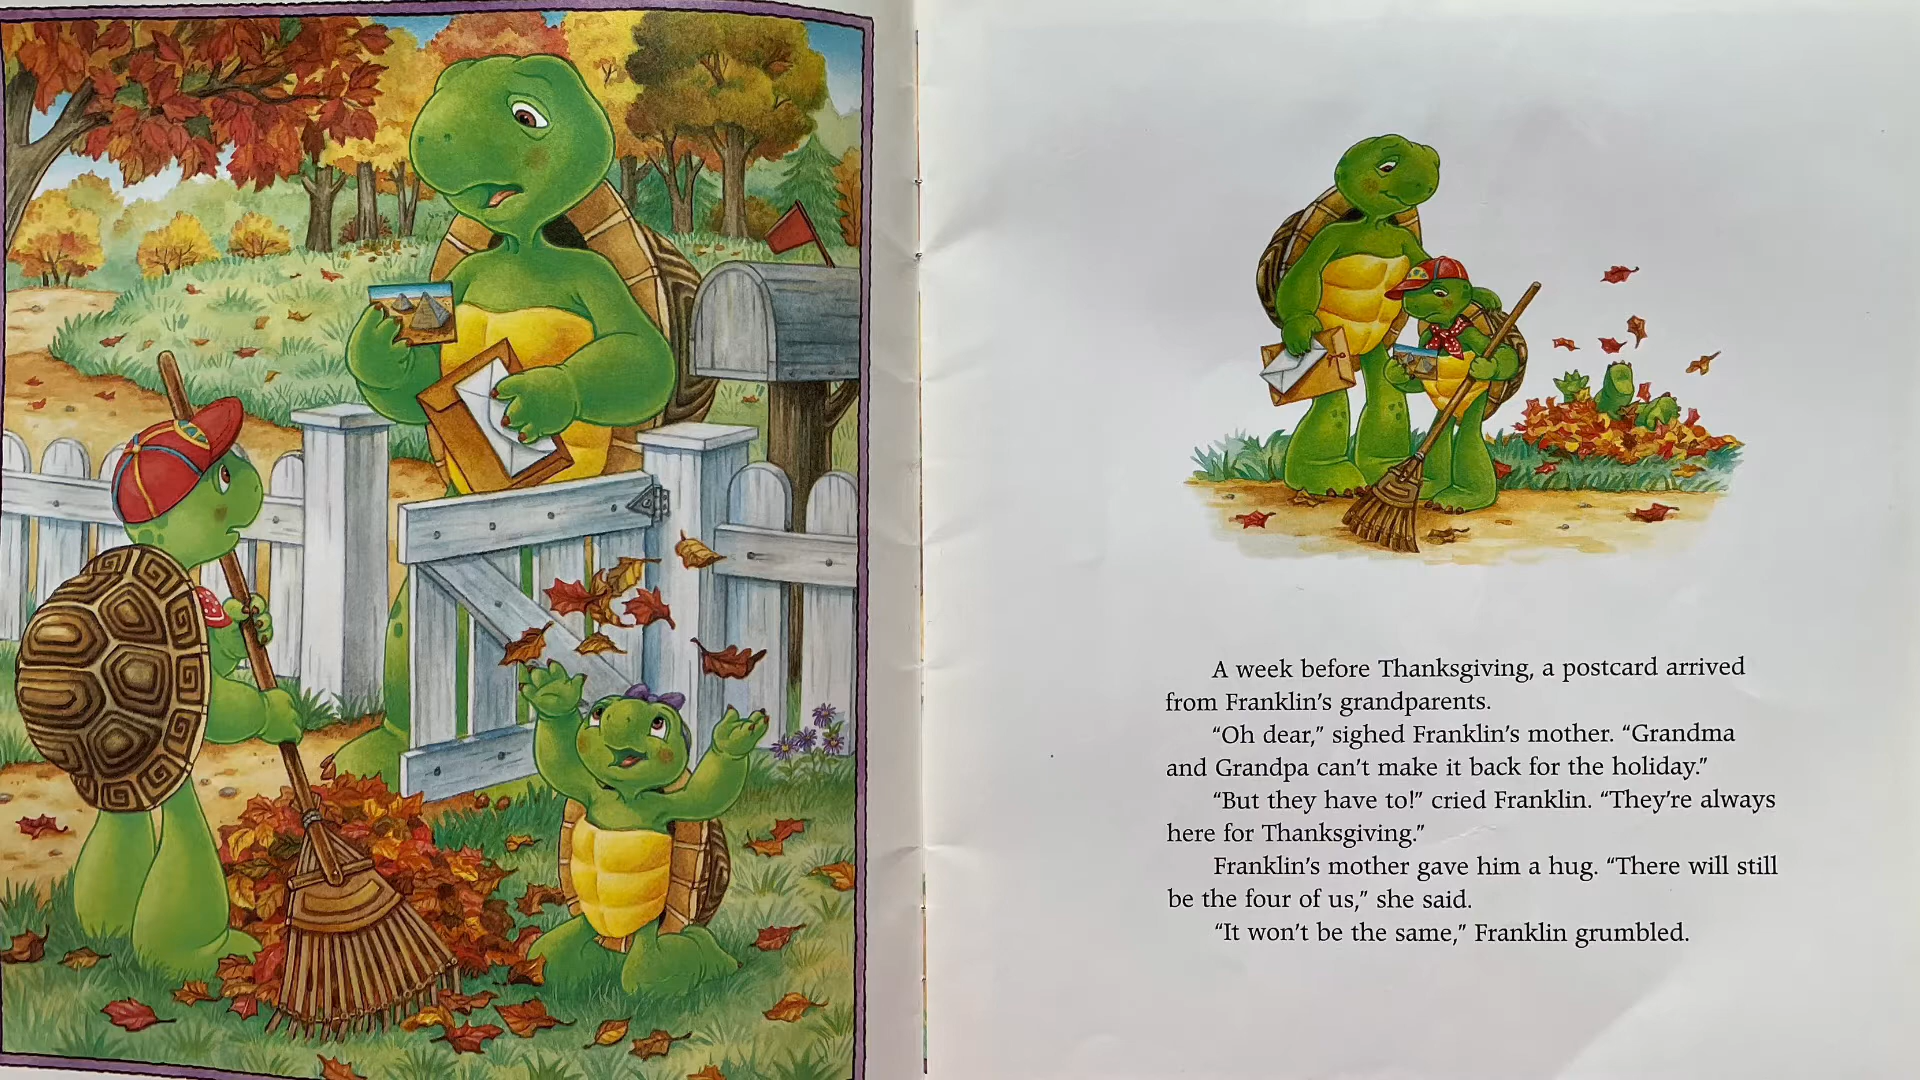 A week before Thanksgiving, a postcard arrived
from Franklin’s grandparents.
“Oh dear,” sighed Franklin’s mother. “Grandma
and Grandpa can’t make it back for the holiday.”
“But they have to!” cried Franklin. “They’re always
here for Thanksgiving.”
Franklin’s mother gave him a hug. “There will still
be the four of us,” she said.
“It won’t be the same,” Franklin grumbled.